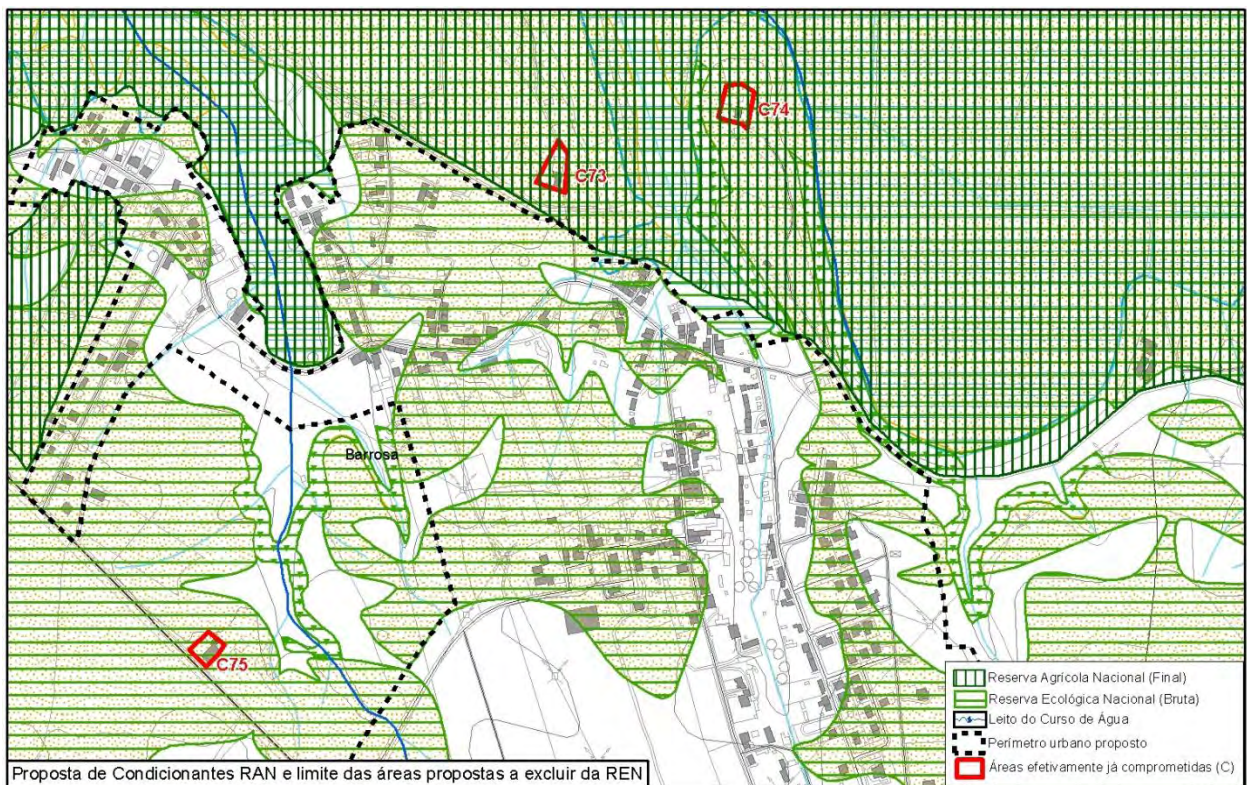 C74
C73
Barrosa
C75
Reserva Agrícola Nacional (Final)
Reserva Ecológica Nacional (Bruta)
Leito do Curso de Água
Perímetro urbano proposto
Áreas efetivamente já comprometidas (C)
Proposta de Condicionantes RAN e limite das áreas propostas a excluir da REN